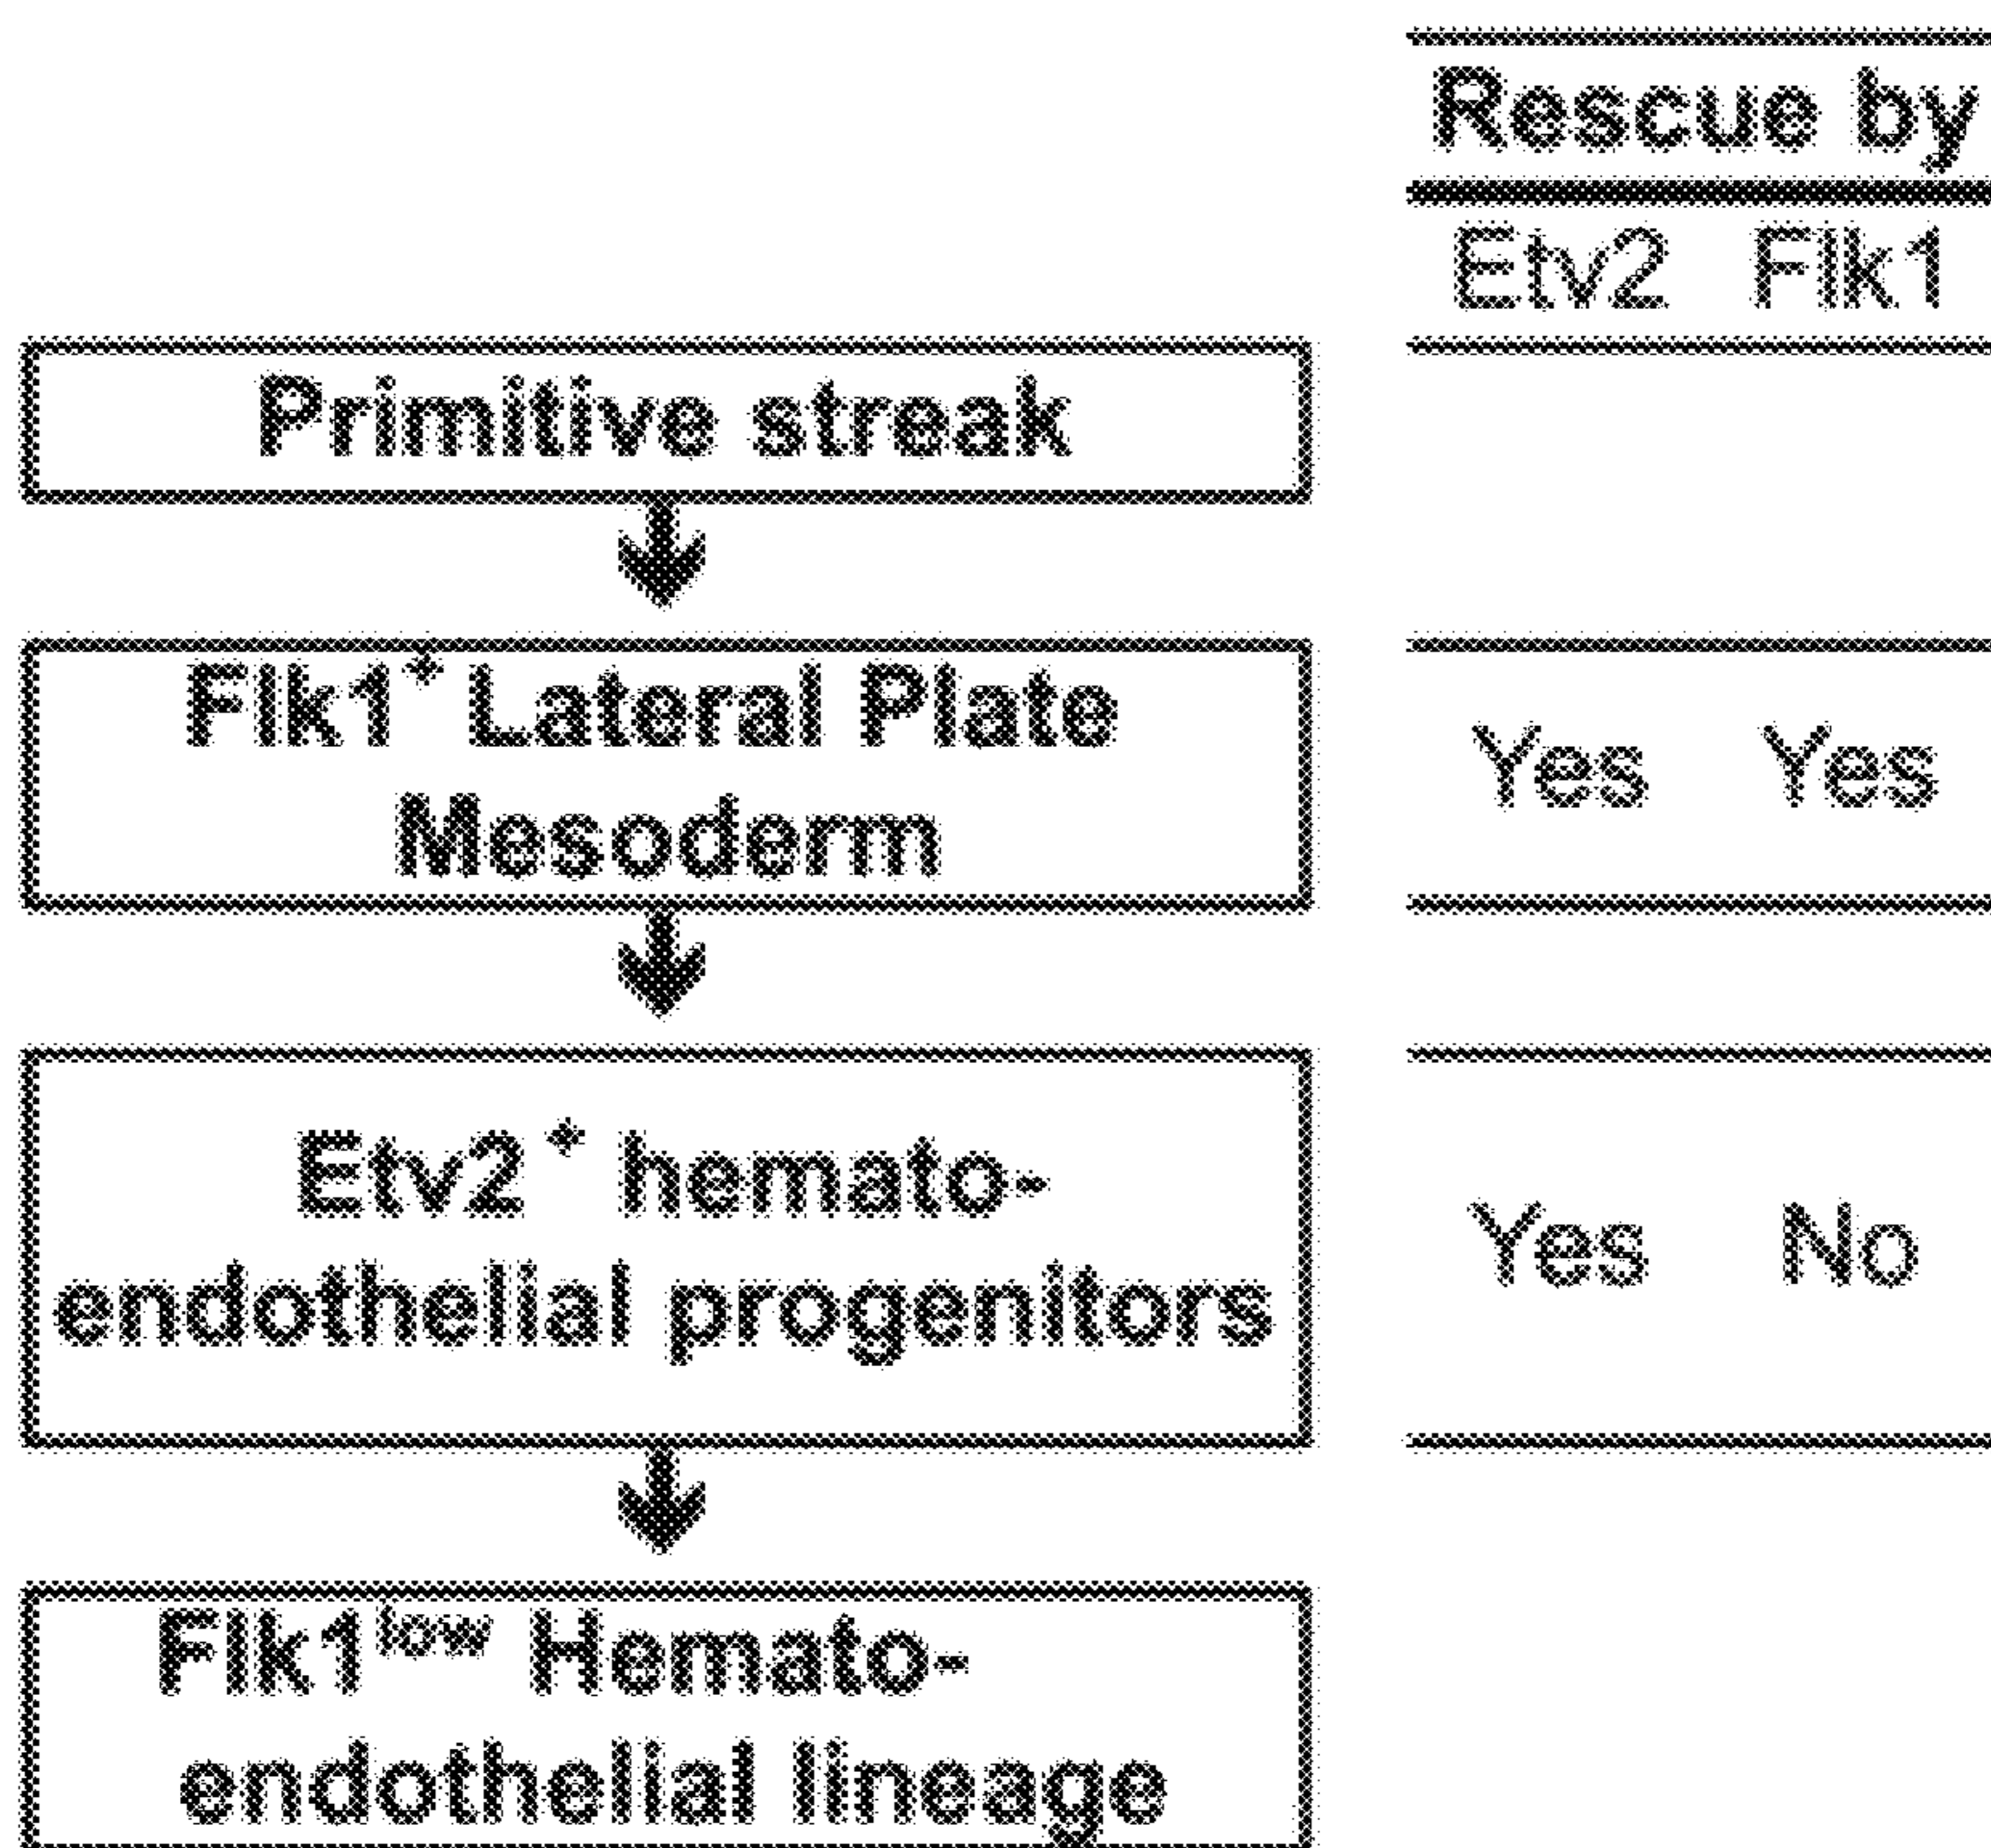 Rescue by
Etv2 Flk1
Primitive streak
Flk1⁺ Lateral Plate
Mesoderm
Yes Yes
Etv2⁺ hemato-
endothelial progenitors
Yes No
Flk1ˡᵒʷ Hemato-
endothelial lineage